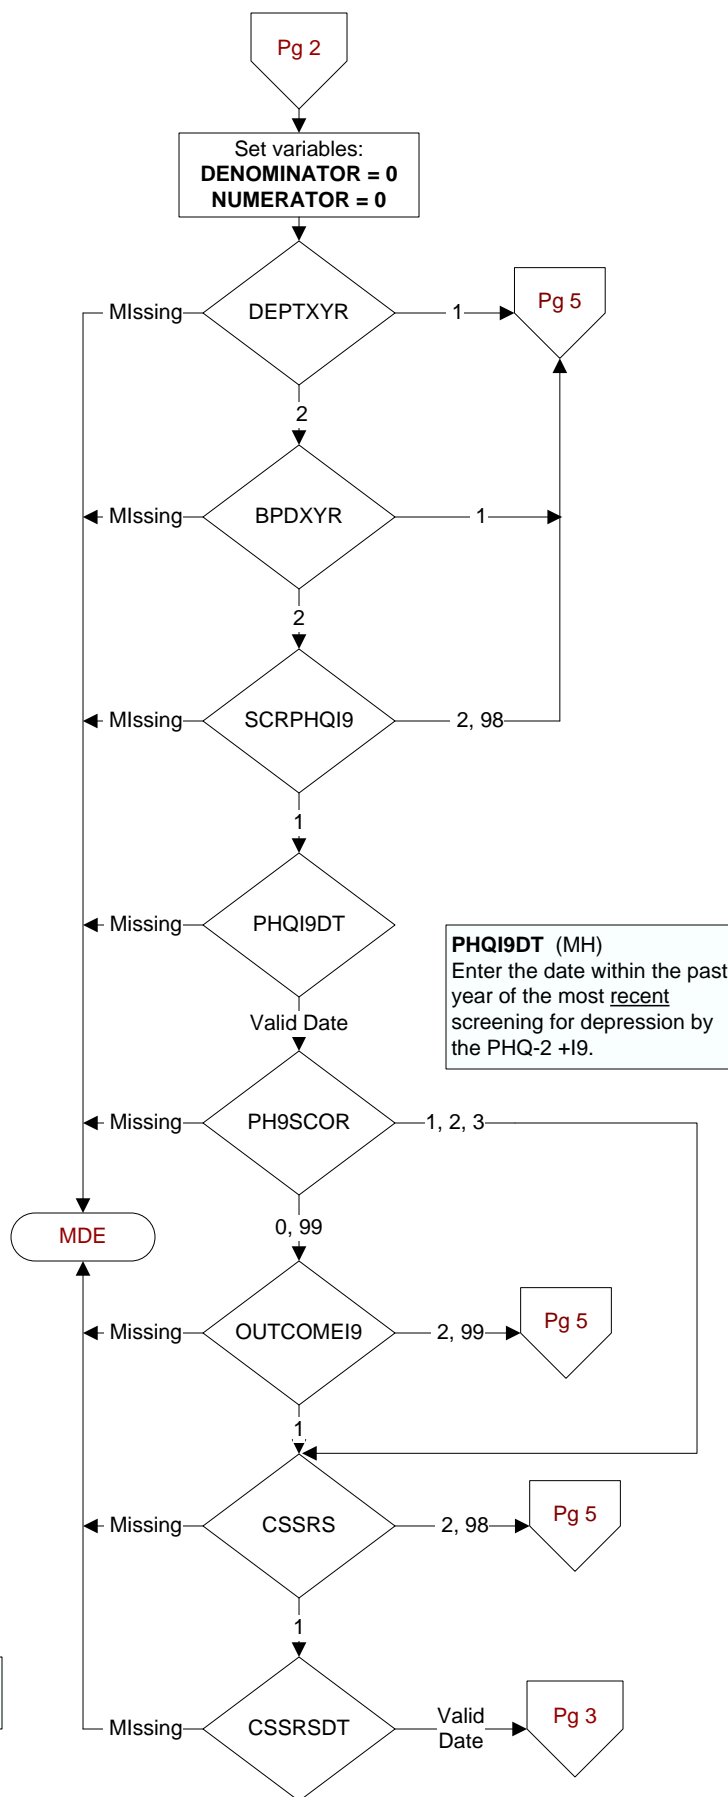 Pg 2
Set variables:
DENOMINATOR = 0
NUMERATOR = 0
MIssing
DEPTXYR
1
Pg 5
2
MIssing
BPDXYR
1
2
MIssing
SCRPHQI9
2, 98
1
Missing
PHQI9DT
PHQI9DT (MH)
Enter the date within the past
year of the most recent
screening for depression by
the PHQ-2 +I9.
Valid Date
Missing
PH9SCOR
1, 2, 3
0, 99
MDE
Missing
OUTCOMEI9
2, 99
Pg 5
1
Missing
CSSRS
2, 98
Pg 5
1
MIssing
CSSRSDT
Valid
Date
Pg 3